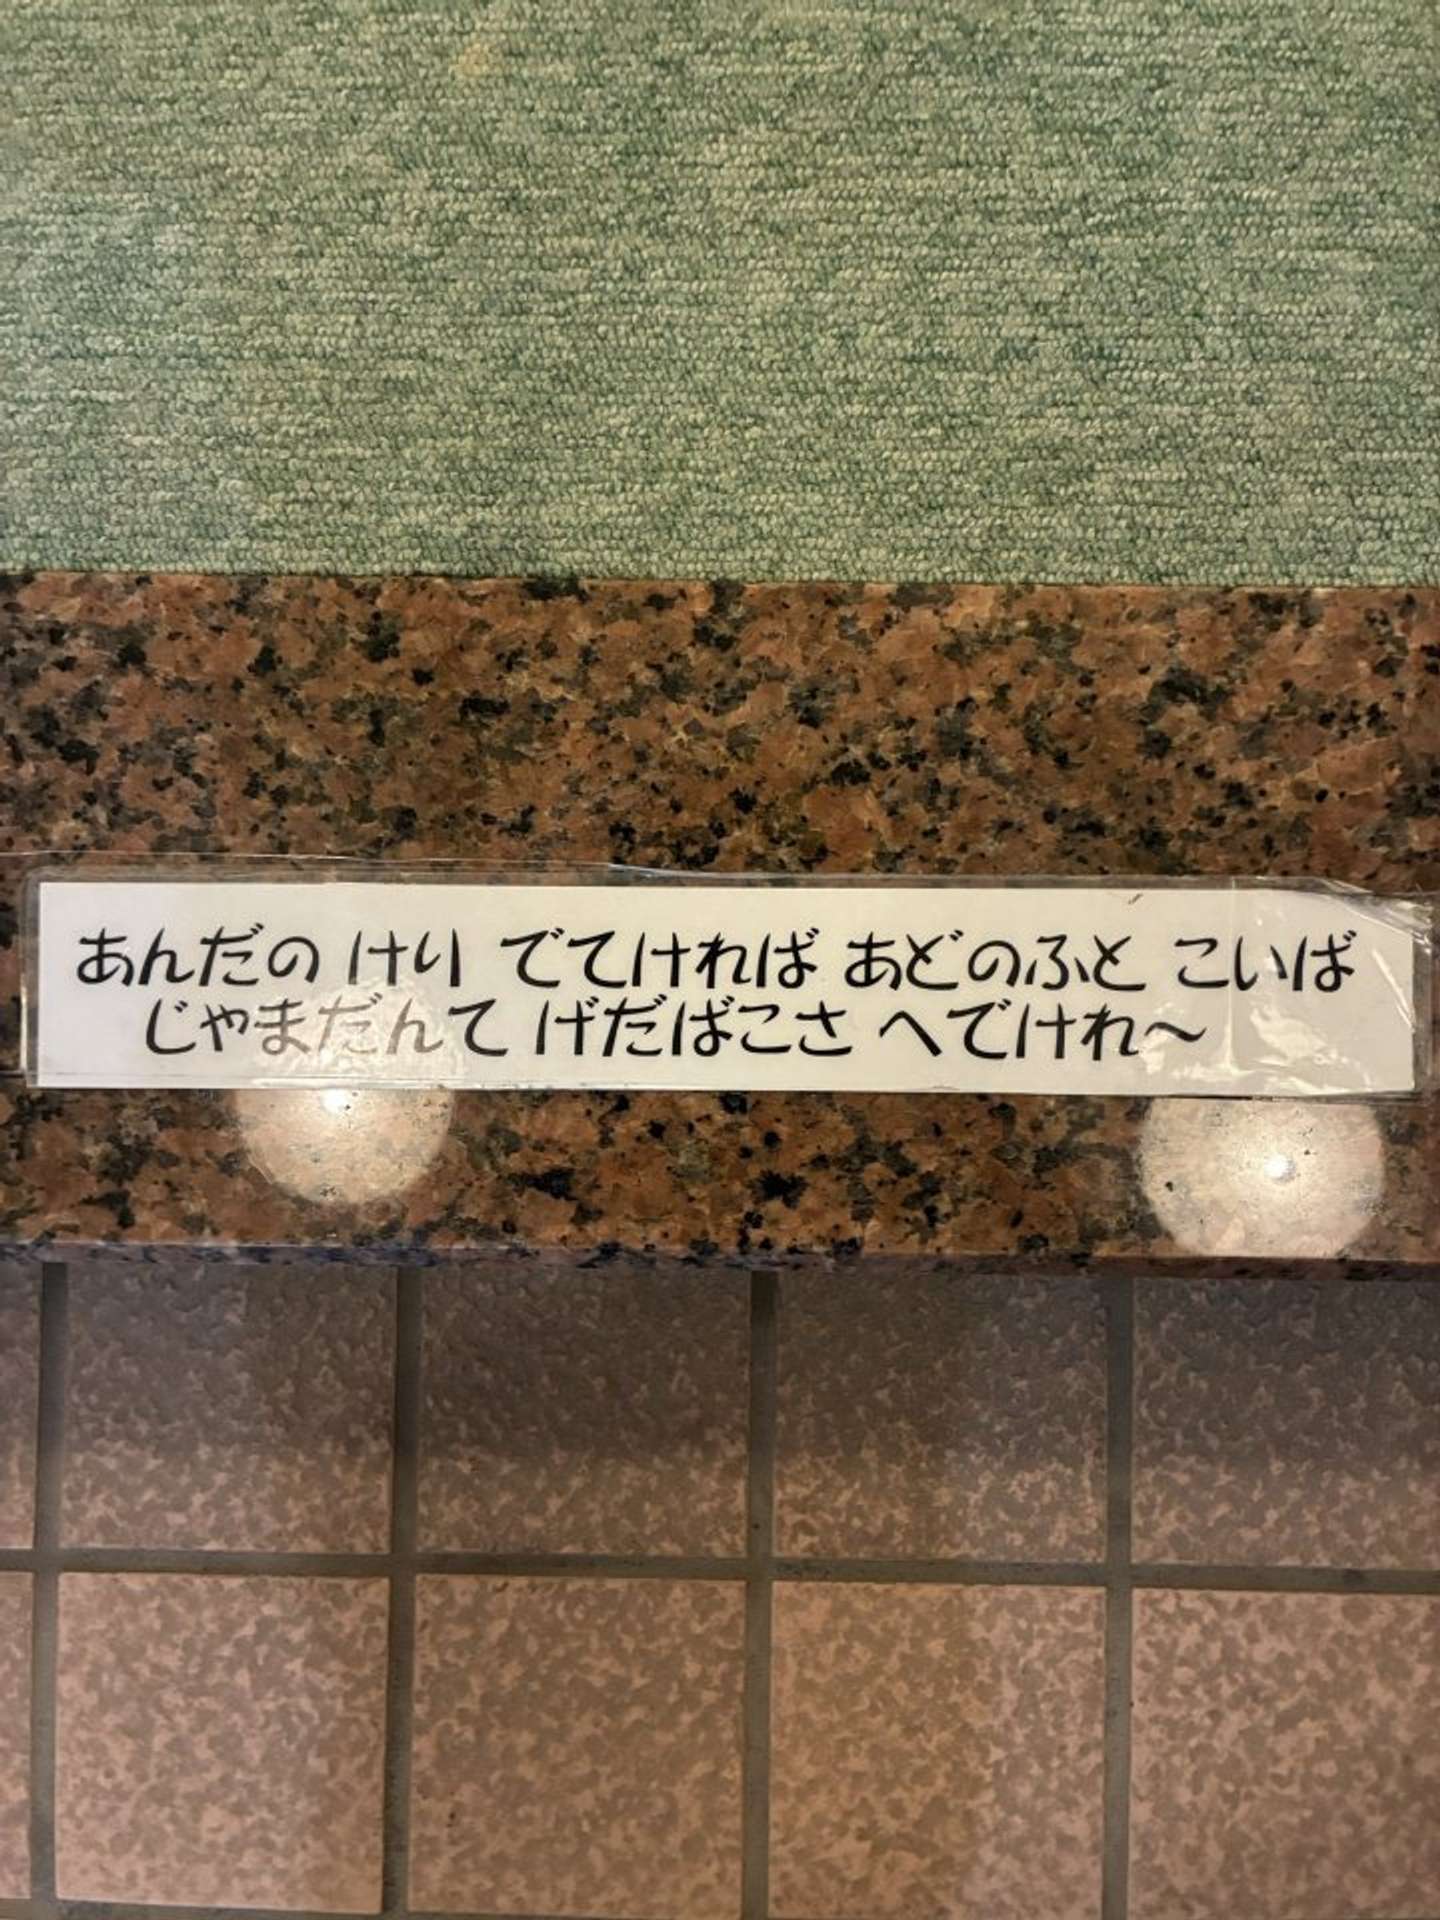 あんだの けり でてければ あどのふと こいば
じゃまだんて げだばこさ へでけれ〜